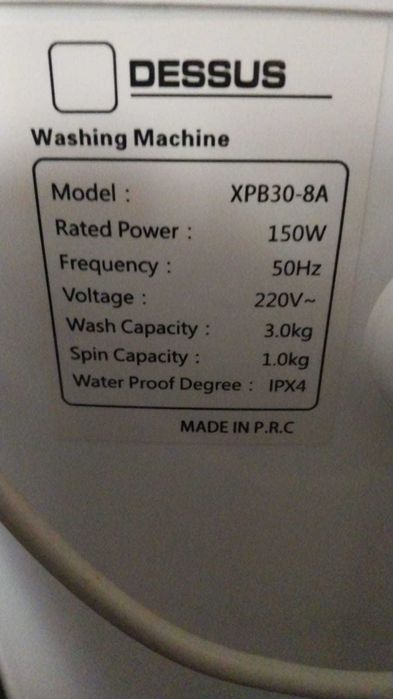 DESSUS
Washing Machine
Model : XPB30-8A
Rated Power : 150W
Frequency : 50Hz
Voltage : 220V~
Wash Capacity : 3.0kg
Spin Capacity : 1.0kg
Water Proof Degree : IPX4
MADE IN P.R.C